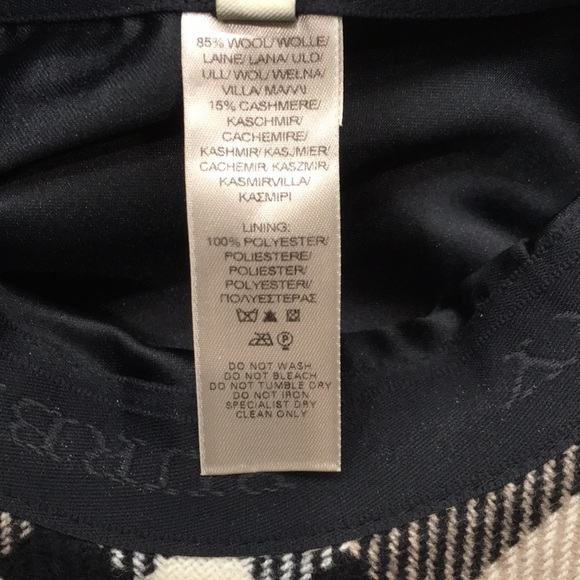 85% WOOL/WOLLE/
LAINE/LANA/ULD/
ULL/WOL/WEŁNA/
VILLA/ΜΑΛΛΙ
15% CASHMERE/
KASCHMIR/
CACHEMIRE/
KASHMIR/KASJMIER/
CACHEMIR/KASZMIR/
KASMIRVILLA/
ΚΑΣΜΙΡΙ
LINING:
100% POLYESTER/
POLIESTERE/
POLIESTER/
POLYESTERI/
ΠΟΛΥΕΣΤΕΡΑΣ
P
DO NOT WASH
DO NOT BLEACH
DO NOT TUMBLE DRY
DO NOT IRON
SPECIALIST DRY
CLEAN ONLY